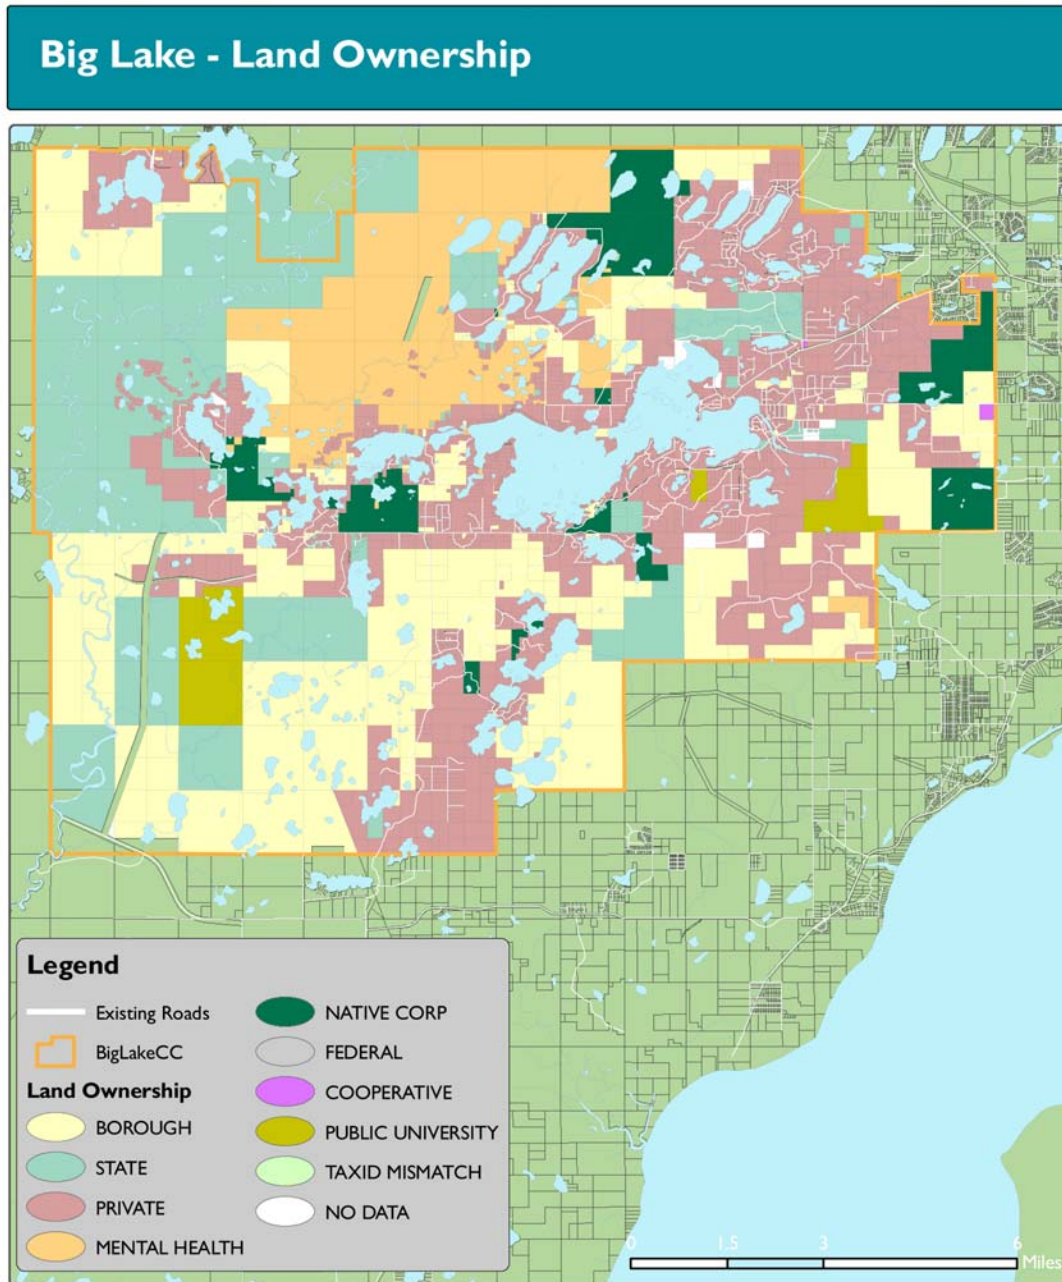 Big Lake - Land Ownership
Legend
Existing Roads
BigLakeCC
Land Ownership
BOROUGH
STATE
PRIVATE
MENTAL HEALTH
NATIVE CORP
FEDERAL
COOPERATIVE
PUBLIC UNIVERSITY
TAXID MISMATCH
NO DATA
0 1.5 3 6
Miles